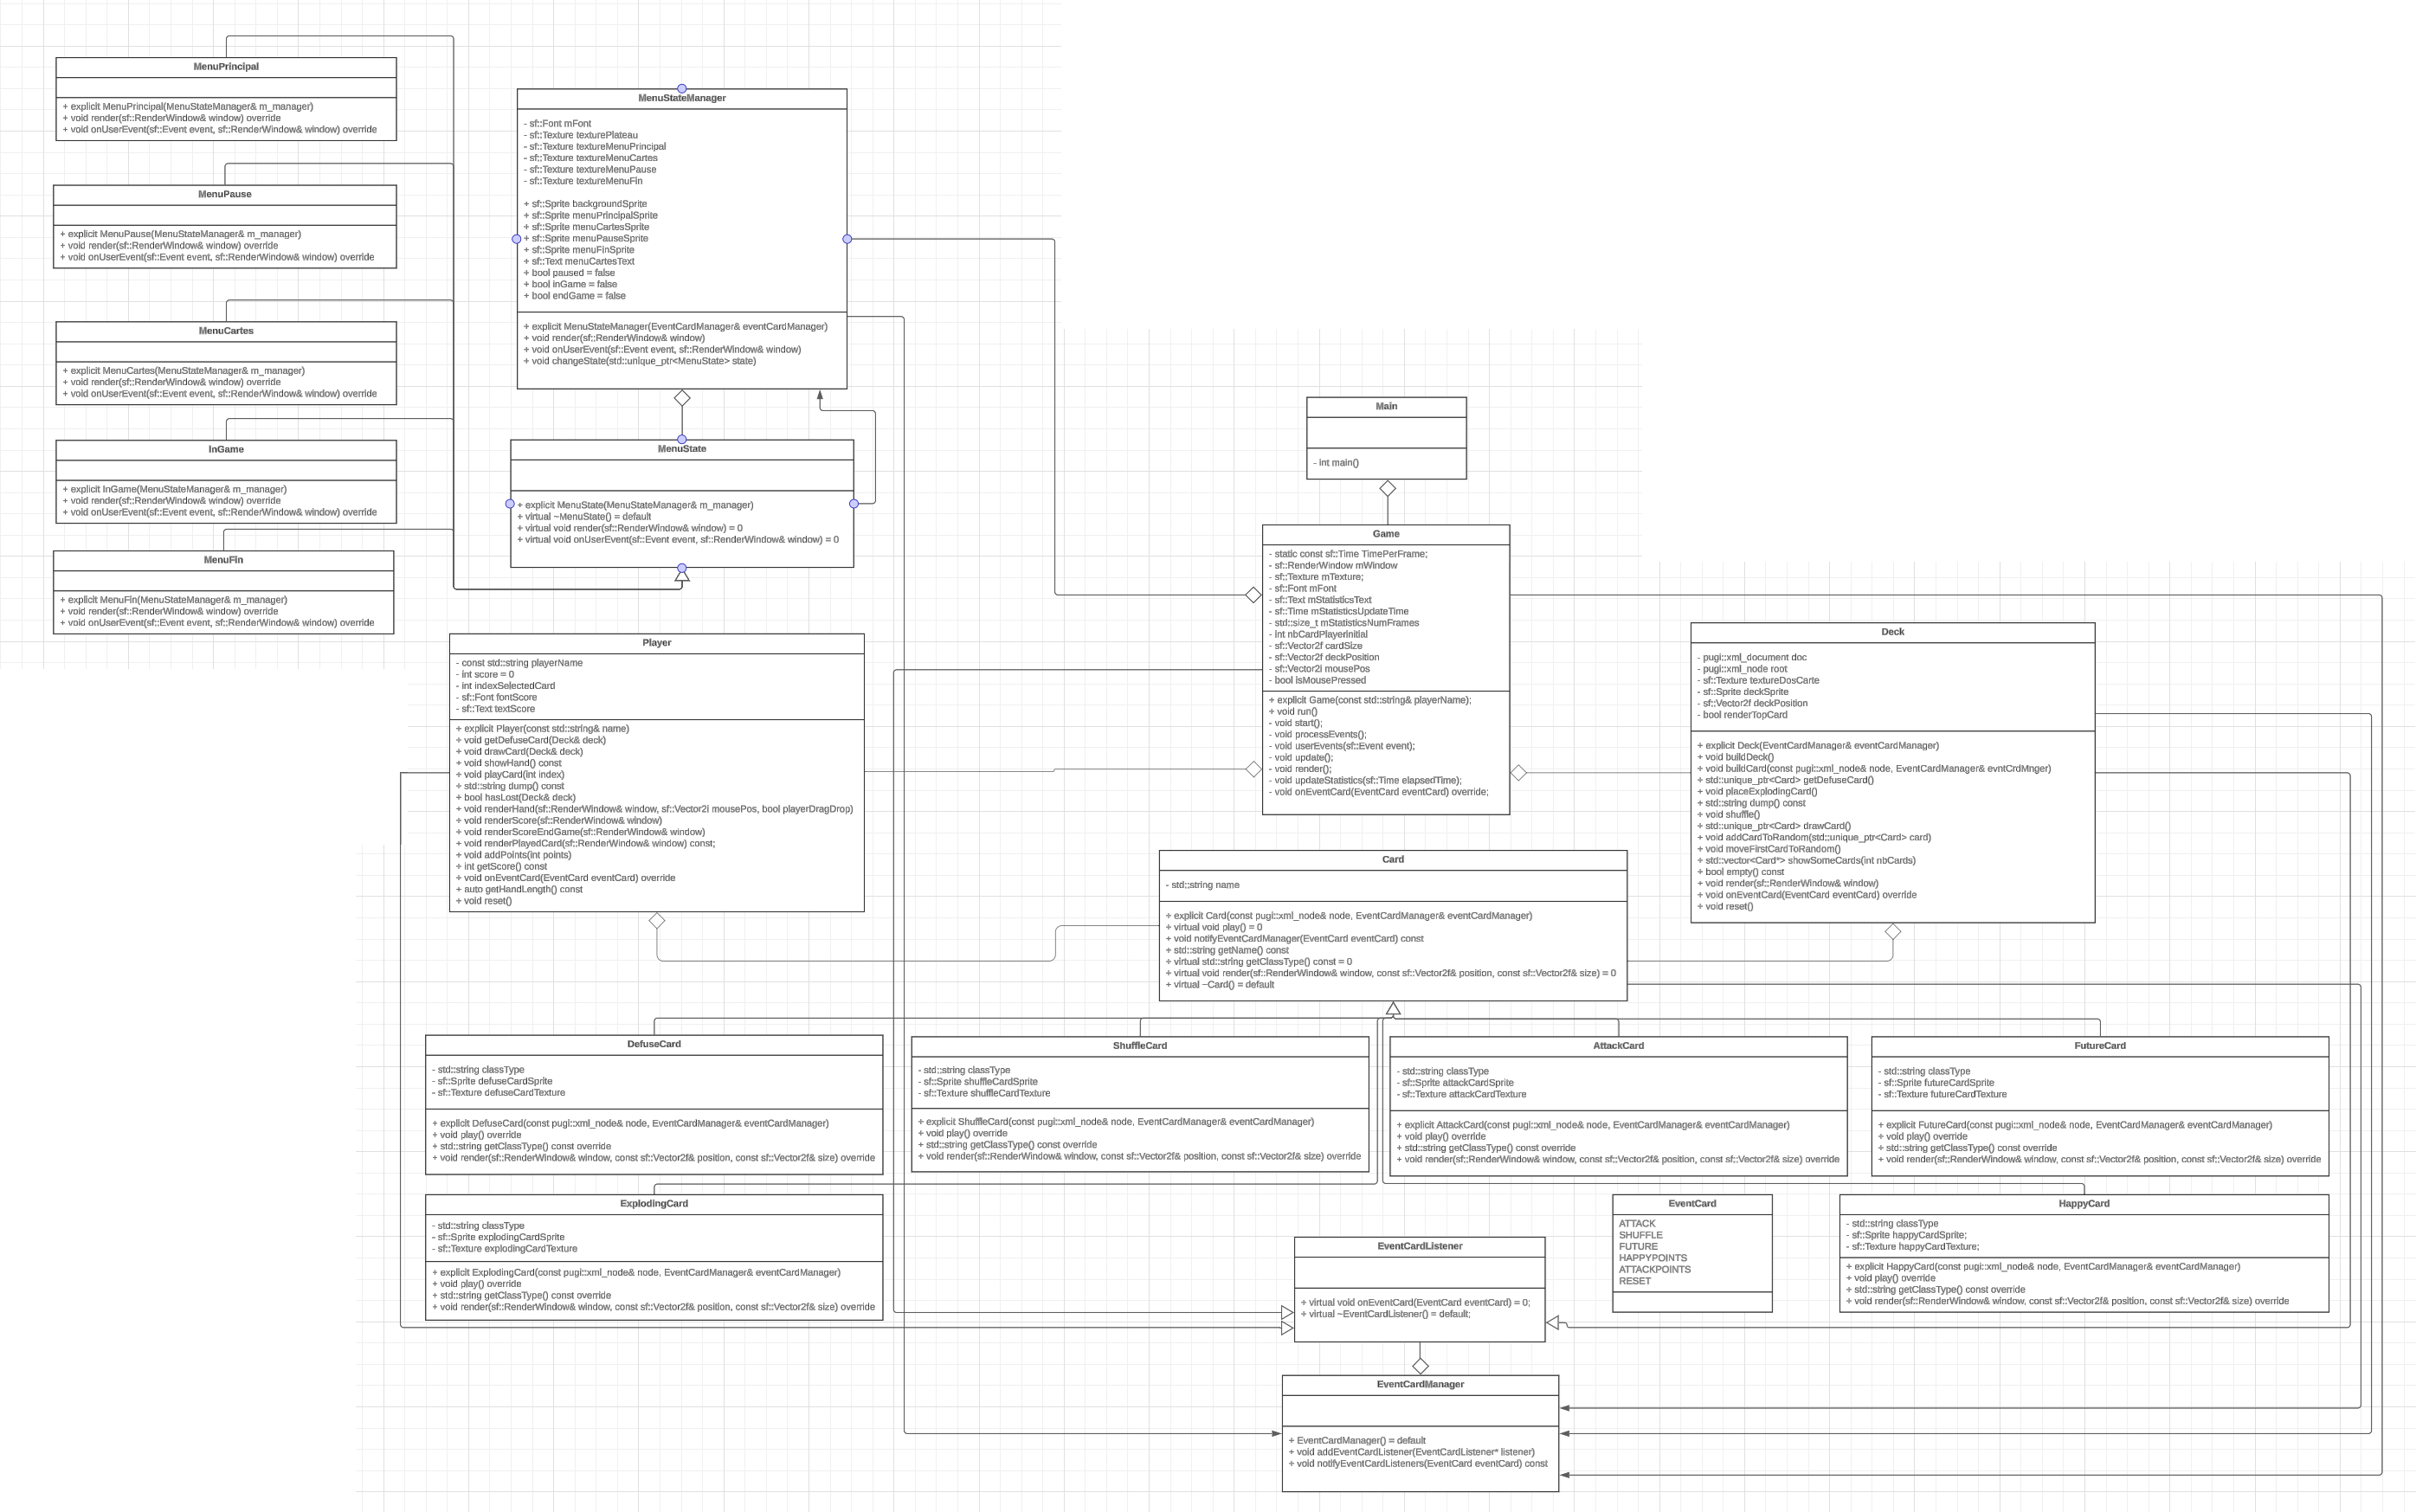 MenuPrincipal
+ explicit MenuPrincipal(MenuStateManager& m_manager)
+ void render(sf::RenderWindow& window) override
+ void onUserEvent(sf::Event event, sf::RenderWindow& window) override
MenuPause
+ explicit MenuPause(MenuStateManager& m_manager)
+ void render(sf::RenderWindow& window) override
+ void onUserEvent(sf::Event event, sf::RenderWindow& window) override
MenuCartes
+ explicit MenuCartes(MenuStateManager& m_manager)
+ void render(sf::RenderWindow& window) override
+ void onUserEvent(sf::Event event, sf::RenderWindow& window) override
InGame
+ explicit InGame(MenuStateManager& m_manager)
+ void render(sf::RenderWindow& window) override
+ void onUserEvent(sf::Event event, sf::RenderWindow& window) override
MenuFin
+ explicit MenuFin(MenuStateManager& m_manager)
+ void render(sf::RenderWindow& window) override
+ void onUserEvent(sf::Event event, sf::RenderWindow& window) override
MenuStateManager
- sf::Font mFont
- sf::Texture texturePlateau
- sf::Texture textureMenuPrincipal
- sf::Texture textureMenuCartes
- sf::Texture textureMenuPause
- sf::Texture textureMenuFin
+ sf::Sprite backgroundSprite
+ sf::Sprite menuPrincipalSprite
+ sf::Sprite menuCartesSprite
+ sf::Sprite menuPauseSprite
+ sf::Sprite menuFinSprite
+ sf::Text menuCartesText
+ bool paused = false
+ bool inGame = false
+ bool endGame = false
+ explicit MenuStateManager(EventCardManager& eventCardManager)
+ void render(sf::RenderWindow& window)
+ void onUserEvent(sf::Event event, sf::RenderWindow& window)
+ void changeState(std::unique_ptr<MenuState> state)
MenuState
+ explicit MenuState(MenuStateManager& m_manager)
+ virtual ~MenuState() = default
+ virtual void render(sf::RenderWindow& window) = 0
+ virtual void onUserEvent(sf::Event event, sf::RenderWindow& window) = 0
Main
- int main()
Game
- static const sf::Time TimePerFrame;
- sf::RenderWindow mWindow
- sf::Texture mTexture;
- sf::Font mFont
- sf::Text mStatisticsText
- sf::Time mStatisticsUpdateTime
- std::size_t mStatisticsNumFrames
- int nbCardPlayerInitial
- sf::Vector2f cardSize
- sf::Vector2f deckPosition
- sf::Vector2i mousePos
- bool isMousePressed
+ explicit Game(const std::string& playerName);
+ void run()
- void start();
- void processEvents();
- void userEvents(sf::Event event);
- void update();
- void render();
- void updateStatistics(sf::Time elapsedTime);
- void onEventCard(EventCard eventCard) override;
Player
- const std::string playerName
- int score = 0
- int indexSelectedCard
- sf::Font fontScore
- sf::Text textScore
+ explicit Player(const std::string& name)
+ void getDefuseCard(Deck& deck)
+ void drawCard(Deck& deck)
+ void showHand() const
+ void playCard(int index)
+ std::string dump() const
+ bool hasLost(Deck& deck)
+ void renderHand(sf::RenderWindow& window, sf::Vector2i mousePos, bool playerDragDrop)
+ void renderScore(sf::RenderWindow& window)
+ void renderScoreEndGame(sf::RenderWindow& window)
+ void renderPlayedCard(sf::RenderWindow& window) const;
+ void addPoints(int points)
+ int getScore() const
+ void onEventCard(EventCard eventCard) override
+ auto getHandLength() const
+ void reset()
Deck
- pugi::xml_document doc
- pugi::xml_node root
- sf::Texture textureDosCarte
- sf::Sprite deckSprite
- sf::Vector2f deckPosition
- bool renderTopCard
+ explicit Deck(EventCardManager& eventCardManager)
+ void buildDeck()
+ void buildCard(const pugi::xml_node& node, EventCardManager& evntCrdMnger)
+ std::unique_ptr<Card> getDefuseCard()
+ void placeExplodingCard()
+ std::string dump() const
+ void shuffle()
+ std::unique_ptr<Card> drawCard()
+ void addCardToRandom(std::unique_ptr<Card> card)
+ void moveFirstCardToRandom()
+ std::vector<Card*> showSomeCards(int nbCards)
+ bool empty() const
+ void render(sf::RenderWindow& window)
+ void onEventCard(EventCard eventCard) override
+ void reset()
Card
- std::string name
+ explicit Card(const pugi::xml_node& node, EventCardManager& eventCardManager)
+ virtual void play() = 0
+ void notifyEventCardManager(EventCard eventCard) const
+ std::string getName() const
+ virtual std::string getClassType() const = 0
+ virtual void render(sf::RenderWindow& window, const sf::Vector2f& position, const sf::Vector2f& size) = 0
+ virtual ~Card() = default
DefuseCard
- std::string classType
- sf::Sprite defuseCardSprite
- sf::Texture defuseCardTexture
+ explicit DefuseCard(const pugi::xml_node& node, EventCardManager& eventCardManager)
+ void play() override
+ std::string getClassType() const override
+ void render(sf::RenderWindow& window, const sf::Vector2f& position, const sf::Vector2f& size) override
ShuffleCard
- std::string classType
- sf::Sprite shuffleCardSprite
- sf::Texture shuffleCardTexture
+ explicit ShuffleCard(const pugi::xml_node& node, EventCardManager& eventCardManager)
+ void play() override
+ std::string getClassType() const override
+ void render(sf::RenderWindow& window, const sf::Vector2f& position, const sf::Vector2f& size) override
AttackCard
- std::string classType
- sf::Sprite attackCardSprite
- sf::Texture attackCardTexture
+ explicit AttackCard(const pugi::xml_node& node, EventCardManager& eventCardManager)
+ void play() override
+ std::string getClassType() const override
+ void render(sf::RenderWindow& window, const sf::Vector2f& position, const sf::Vector2f& size) override
FutureCard
- std::string classType
- sf::Sprite futureCardSprite
- sf::Texture futureCardTexture
+ explicit FutureCard(const pugi::xml_node& node, EventCardManager& eventCardManager)
+ void play() override
+ std::string getClassType() const override
+ void render(sf::RenderWindow& window, const sf::Vector2f& position, const sf::Vector2f& size) override
ExplodingCard
- std::string classType
- sf::Sprite explodingCardSprite
- sf::Texture explodingCardTexture
+ explicit ExplodingCard(const pugi::xml_node& node, EventCardManager& eventCardManager)
+ void play() override
+ std::string getClassType() const override
+ void render(sf::RenderWindow& window, const sf::Vector2f& position, const sf::Vector2f& size) override
EventCardListener
+ virtual void onEventCard(EventCard eventCard) = 0;
+ virtual ~EventCardListener() = default;
EventCard
ATTACK
SHUFFLE
FUTURE
HAPPYPOINTS
ATTACKPOINTS
RESET
HappyCard
- std::string classType
- sf::Sprite happyCardSprite;
- sf::Texture happyCardTexture;
+ explicit HappyCard(const pugi::xml_node& node, EventCardManager& eventCardManager)
+ void play() override
+ std::string getClassType() const override
+ void render(sf::RenderWindow& window, const sf::Vector2f& position, const sf::Vector2f& size) override
EventCardManager
+ EventCardManager() = default
+ void addEventCardListener(EventCardListener* listener)
+ void notifyEventCardListeners(EventCard eventCard) const